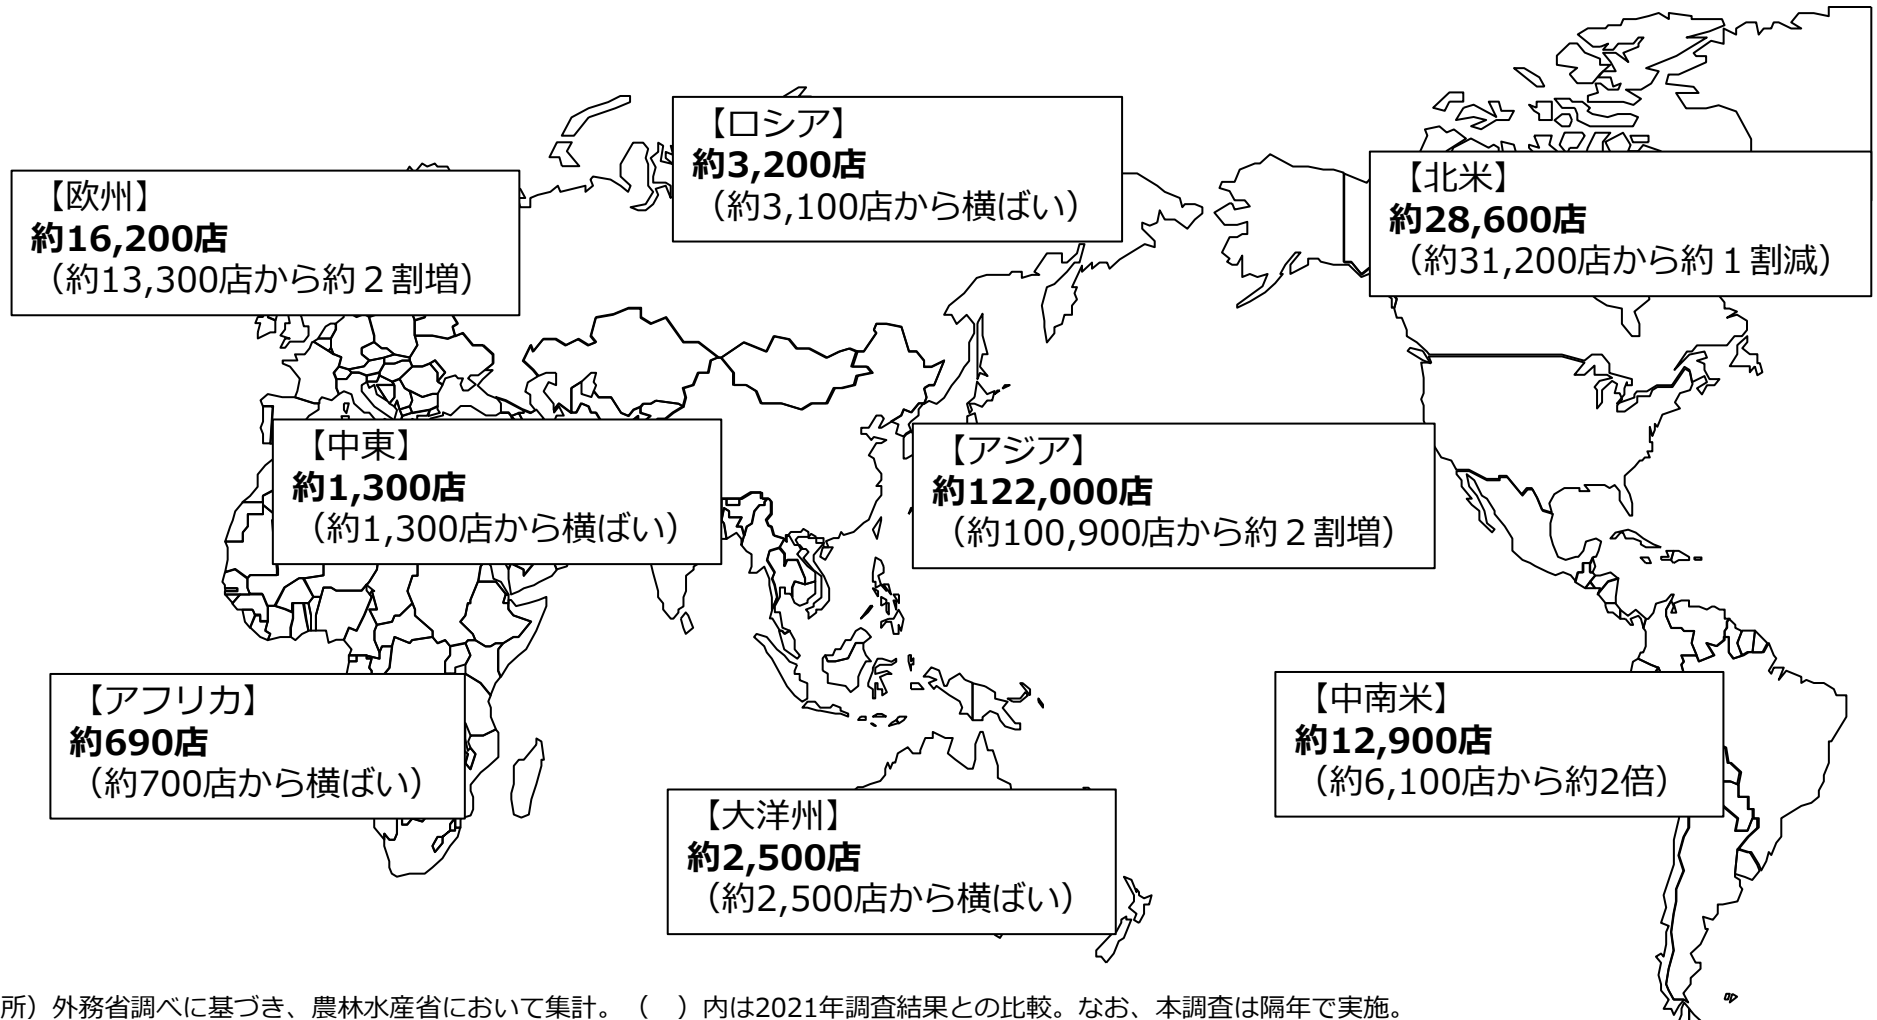 【ロシア】
約3,200店
（約3,100店から横ばい）
【北米】
約28,600店
（約31,200店から約１割減）
【欧州】
約16,200店
（約13,300店から約２割増）
【中東】
約1,300店
（約1,300店から横ばい）
【アジア】
約122,000店
（約100,900店から約２割増）
【アフリカ】
約690店
（約700店から横ばい）
【中南米】
約12,900店
（約6,100店から約2倍）
【大洋州】
約2,500店
（約2,500店から横ばい）
所）外務省調べに基づき、農林水産省において集計。（　）内は2021年調査結果との比較。なお、本調査は隔年で実施。